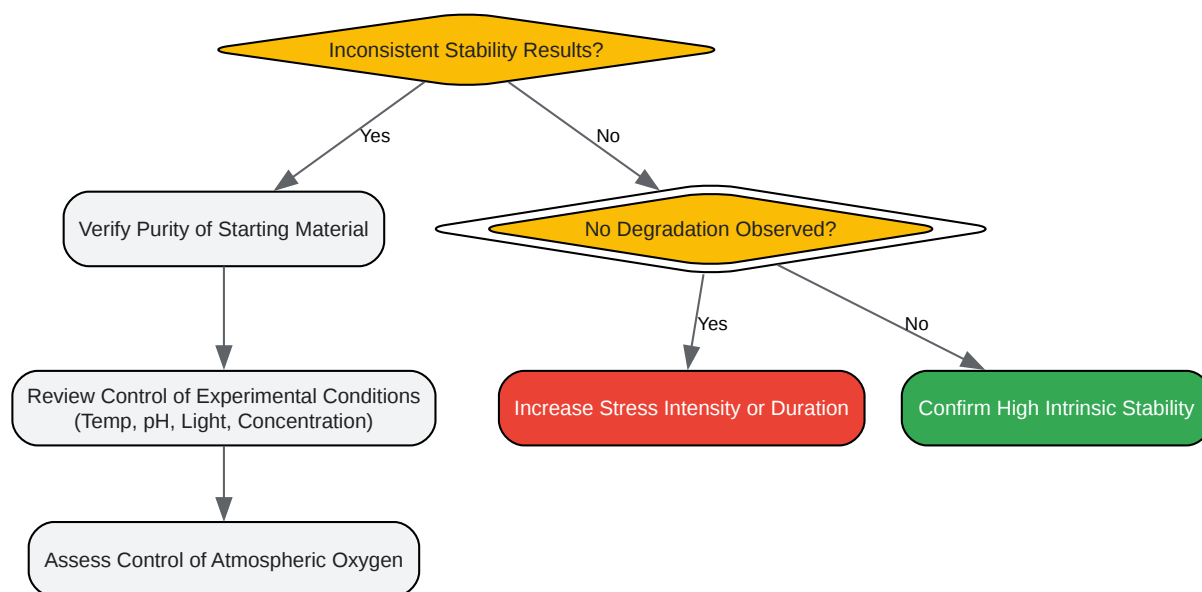 Inconsistent Stability Results?
Yes
No
Verify Purity of Starting Material
No Degradation Observed?
Yes
No
Review Control of Experimental Conditions
(Temp, pH, Light, Concentration)
Increase Stress Intensity or Duration
Confirm High Intrinsic Stability
Assess Control of Atmospheric Oxygen